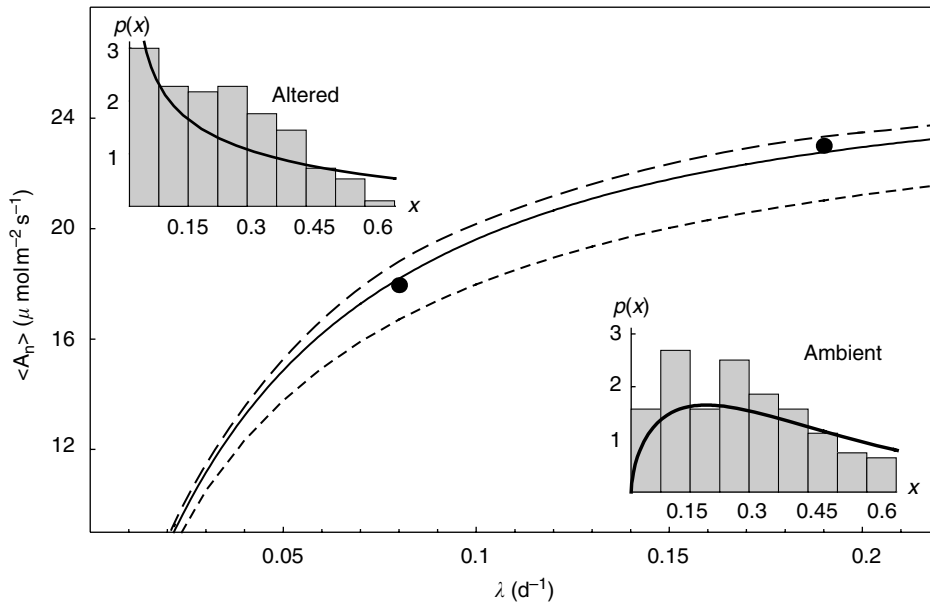 p(x)
3
2
1
Altered
0.15 0.3 0.45 0.6 x
24
20
16
12
<Aₙ> (μ molm⁻² s⁻¹)
p(x)
3
2
1
Ambient
0.15 0.3 0.45 0.6 x
0.05 0.1 0.15 0.2
λ (d⁻¹)